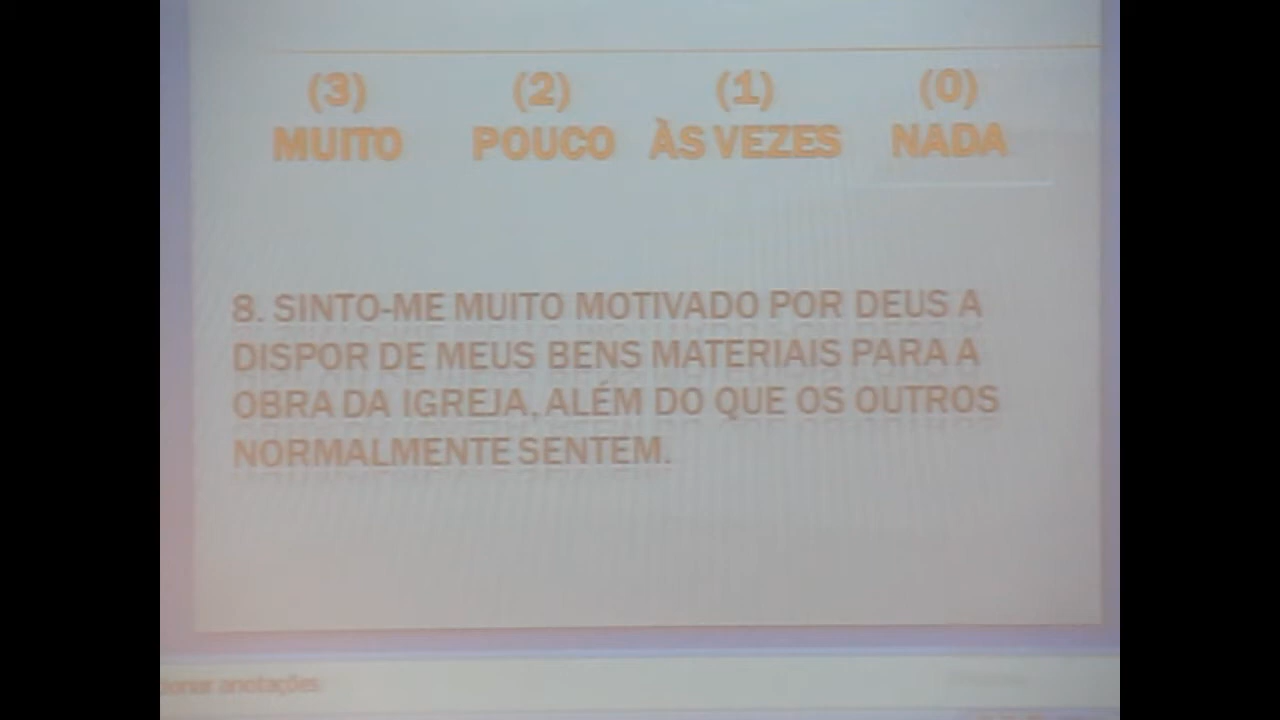 (3) (2) (1) (0)
MUITO POUCO ÀS VEZES NADA
8. SINTO-ME MUITO MOTIVADO POR DEUS A
DISPOR DE MEUS BENS MATERIAIS PARA A
OBRA DA IGREJA, ALÉM DO QUE OS OUTROS
NORMALMENTE SENTEM.
anotações